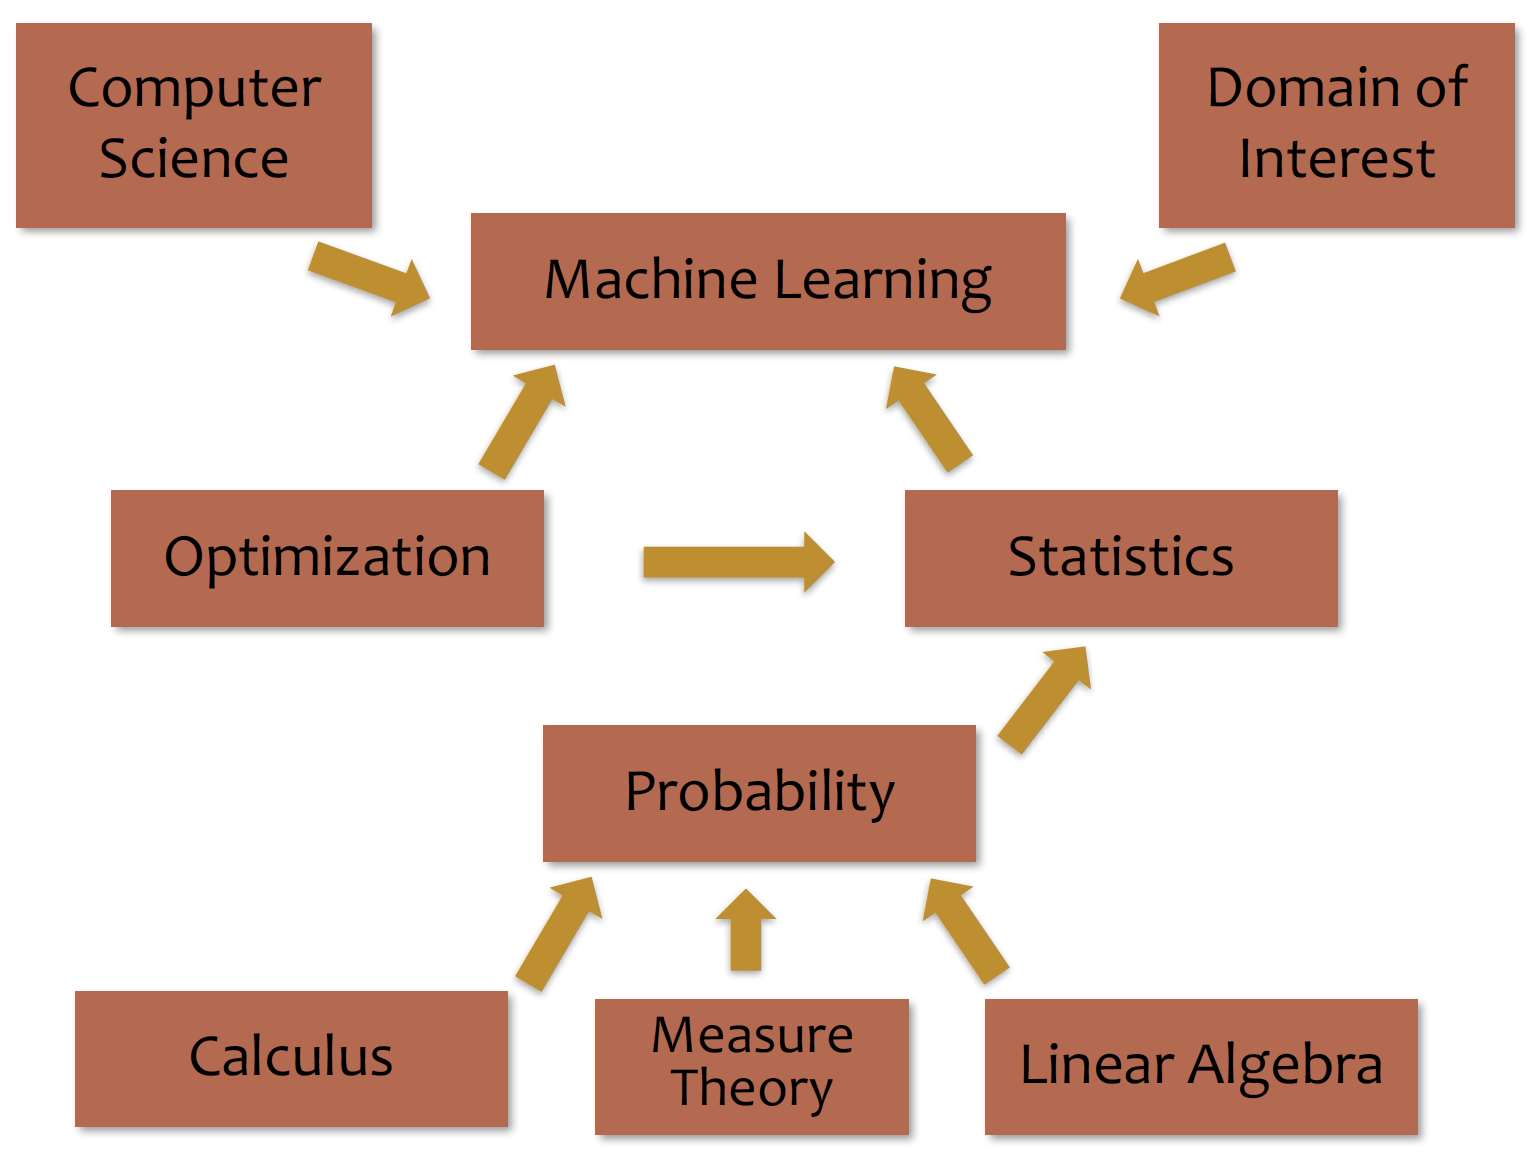 Computer
Science
Domain of
Interest
Machine Learning
Optimization
Statistics
Probability
Calculus
Measure
Theory
Linear Algebra